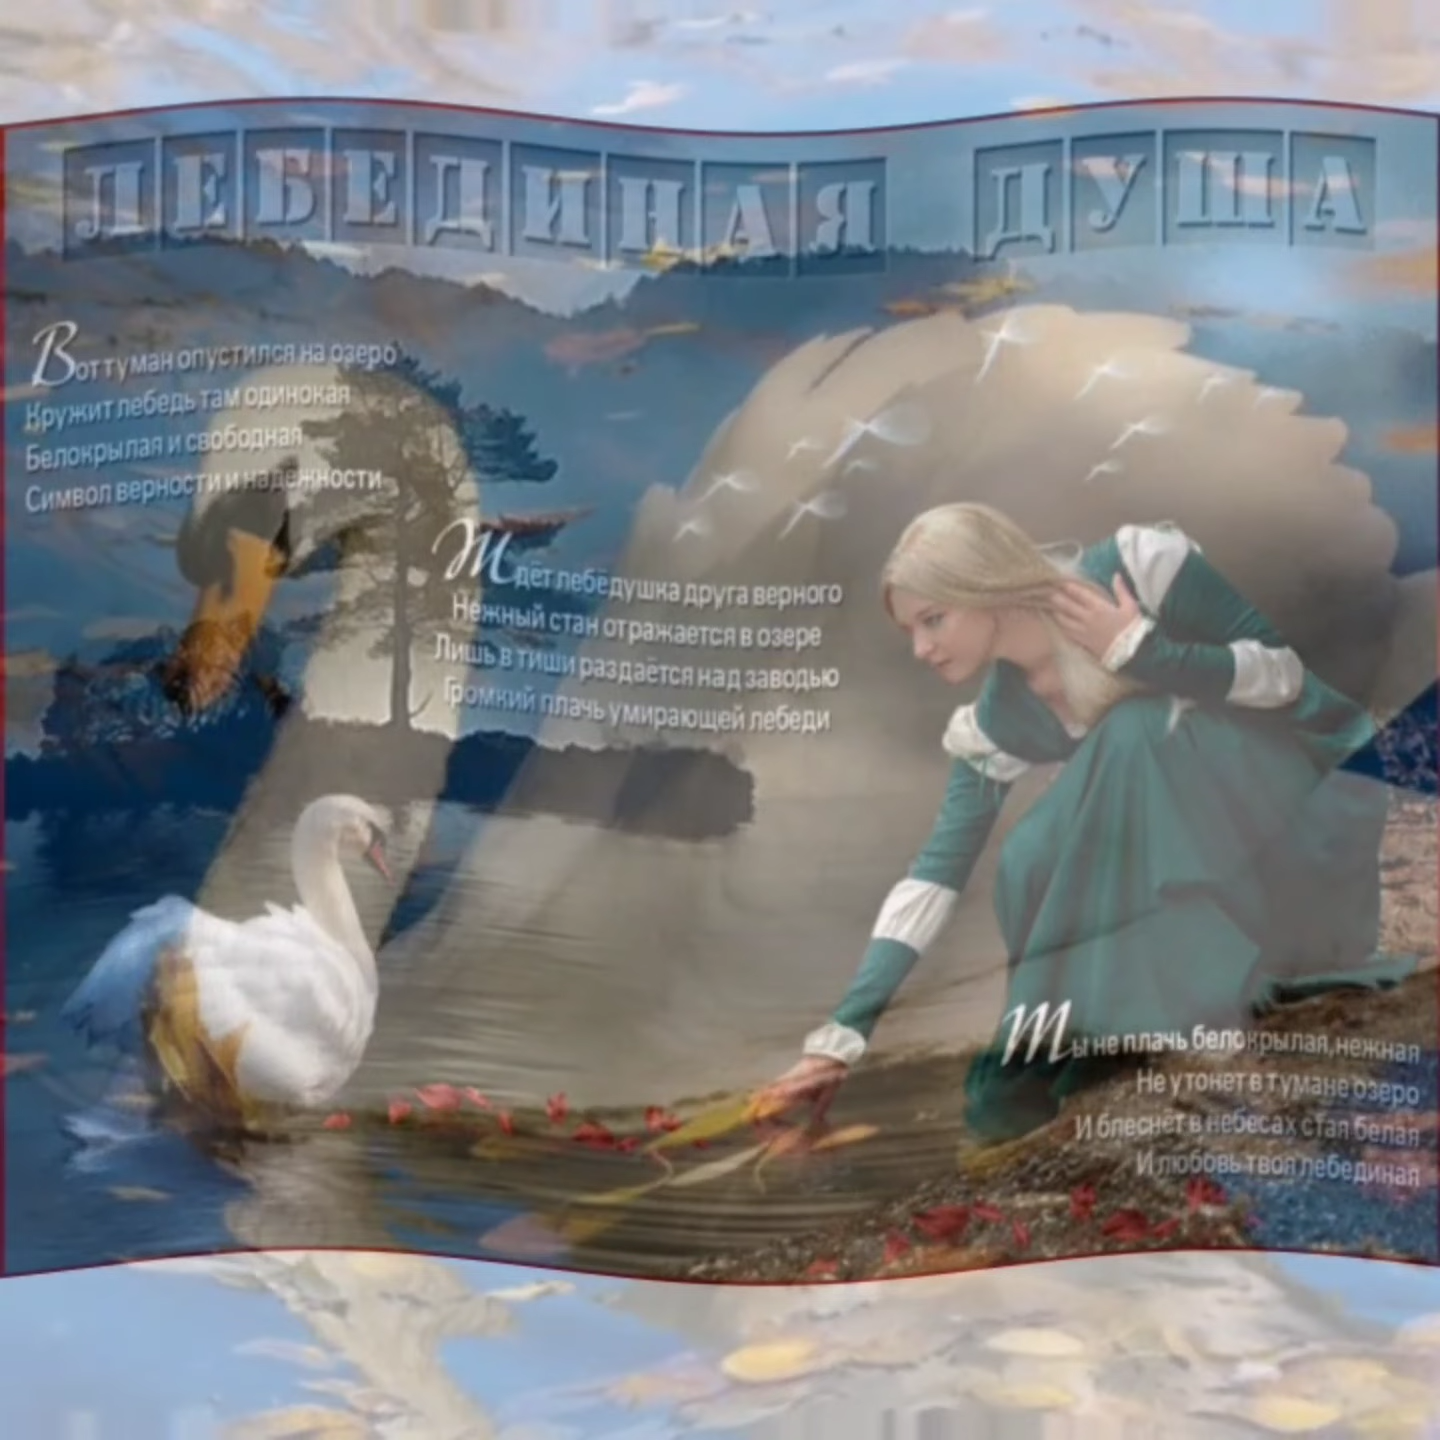 ЛЕБЕДИНАЯ ДУША
Вот туман опустился на озеро
Кружит лебедь там одинокая
Белокрылая и свободная
Символ верности и надёжности
Ждёт лебёдушка друга верного
Нежный стан отражается в озере
Лишь в тиши раздаётся над заводью
Громкий плачь умирающей лебеди
Ты не плачь белокрылая,нежная
Не утонет в тумане озеро
И блеснёт в небесах стая белая
И любовь твоя лебединая